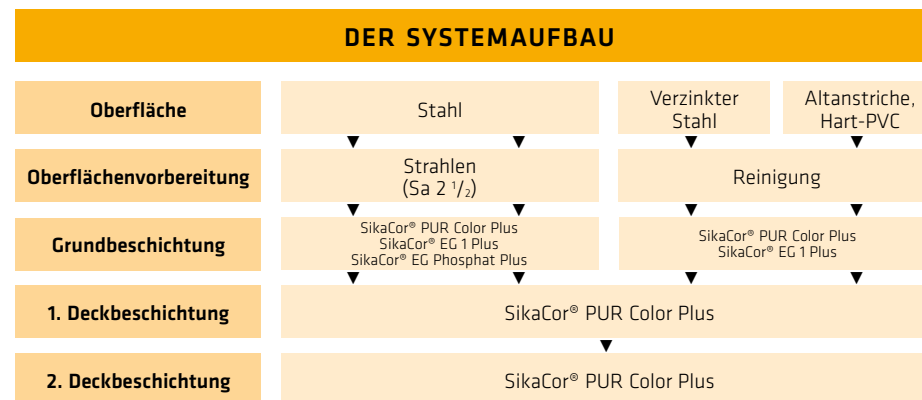 DER SYSTEMAUFBAU
Oberfläche
Stahl
Verzinkter
Stahl
Altanstriche,
Hart-PVC
Oberflächenvorbereitung
Strahlen
(Sa 2 ¹/₂)
Reinigung
Grundbeschichtung
SikaCor® PUR Color Plus
SikaCor® EG 1 Plus
SikaCor® EG Phosphat Plus
SikaCor® PUR Color Plus
SikaCor® EG 1 Plus
1. Deckbeschichtung
SikaCor® PUR Color Plus
2. Deckbeschichtung
SikaCor® PUR Color Plus